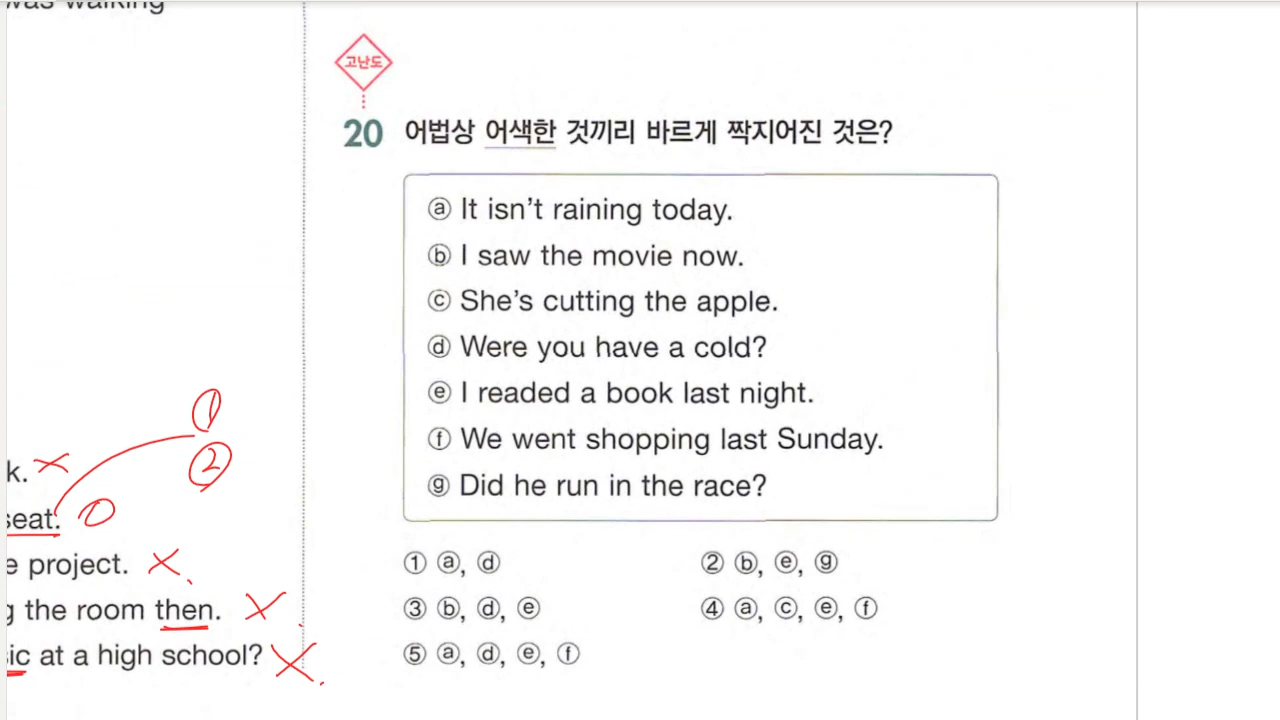 was walking
k. ×
① 
②
seat. O
e project. ×
g the room then. ×
ic at a high school? ×
고난도
20 어법상 어색한 것끼리 바르게 짝지어진 것은?
ⓐ It isn't raining today.
ⓑ I saw the movie now.
ⓒ She's cutting the apple.
ⓓ Were you have a cold?
ⓔ I readed a book last night.
ⓕ We went shopping last Sunday.
ⓖ Did he run in the race?
① ⓐ, ⓓ ② ⓑ, ⓔ, ⓖ
③ ⓑ, ⓓ, ⓔ ④ ⓐ, ⓒ, ⓔ, ⓕ
⑤ ⓐ, ⓓ, ⓔ, ⓕ